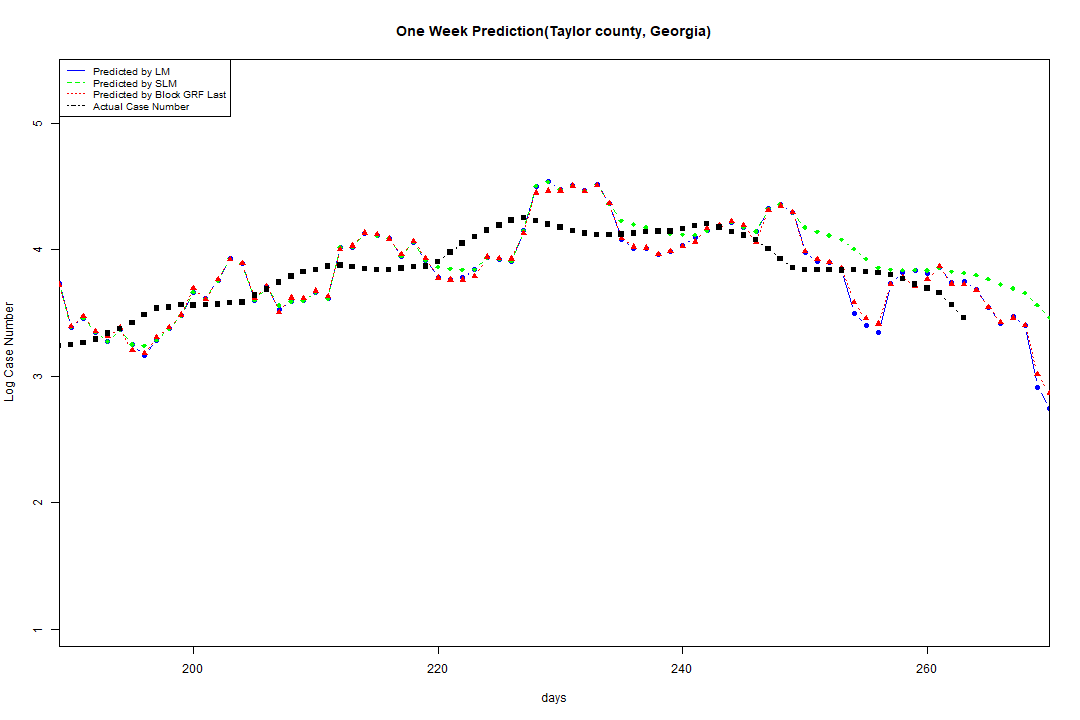 One Week Prediction(Taylor county, Georgia)
Predicted by LM
Predicted by SLM
Predicted by Block GRF Last
Actual Case Number
5
4
3
2
1
Log Case Number
200 220 240 260
days